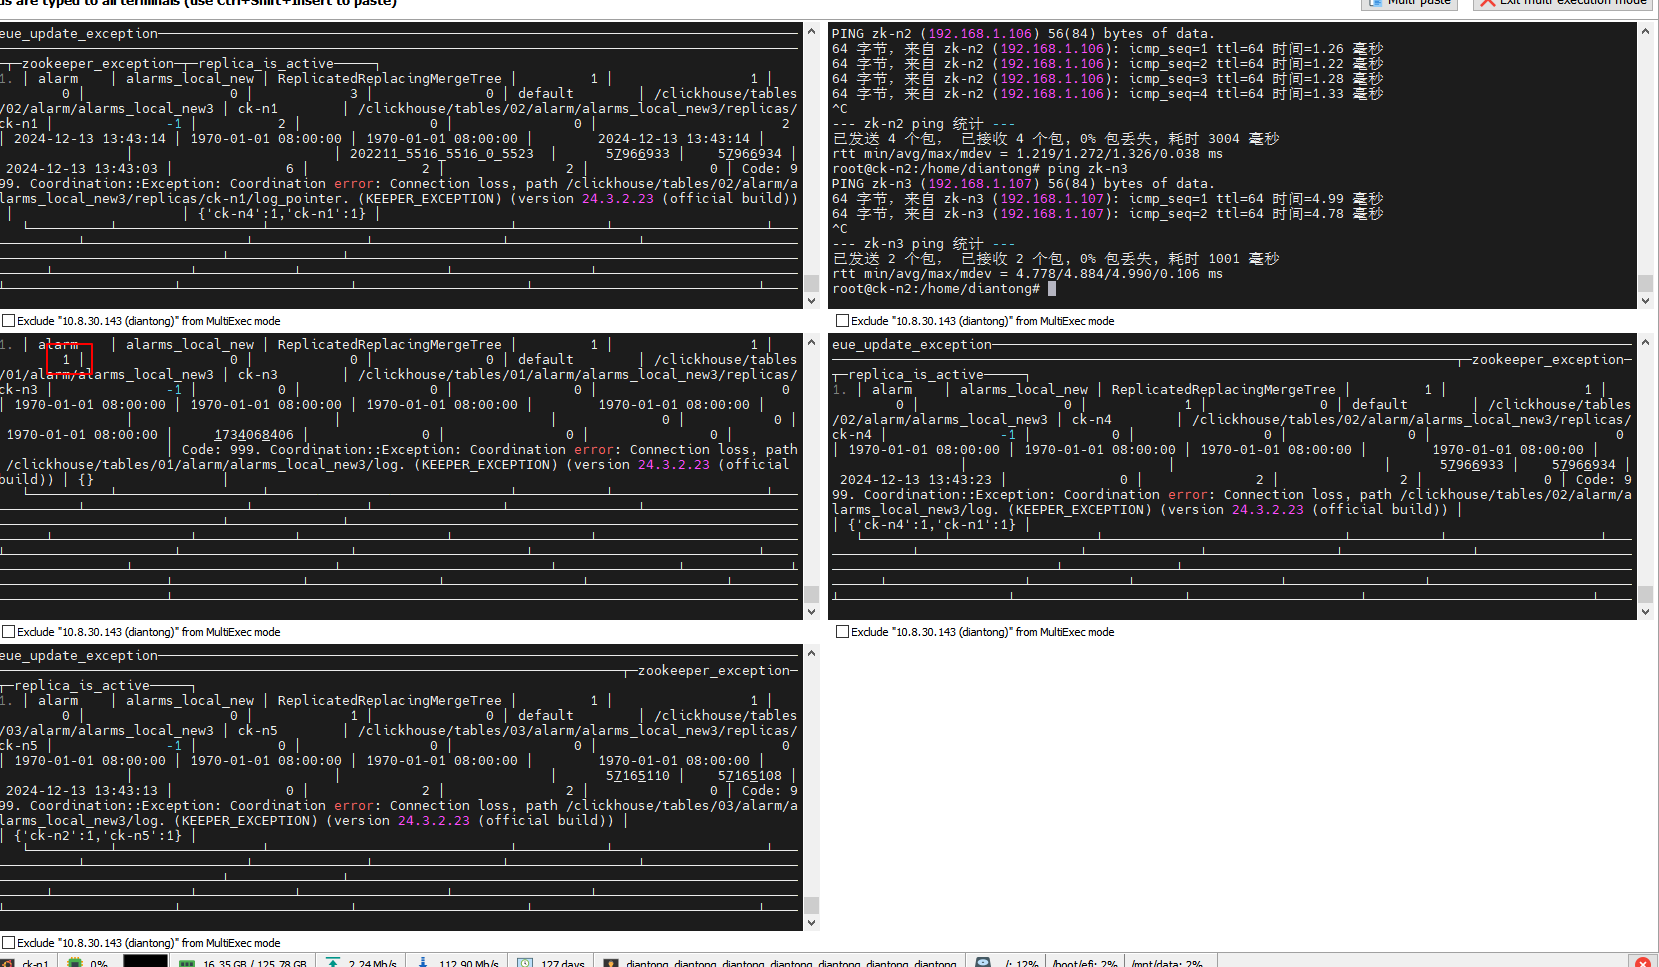 ds are typed to all terminals (use Ctrl+Shift+Insert to paste)
Multi paste
Exit multi execution mode
eue_update_exception
zookeeper_exception replica_is_active
1. | alarm | alarms_local_new | ReplicatedReplacingMergeTree | 1 | 1 |
0 | 0 | 3 | 0 | default | /clickhouse/tables
/02/alarm/alarms_local_new3 | ck-n1 | /clickhouse/tables/02/alarm/alarms_local_new3/replicas/
ck-n1 | -1 | 2 | 0 | 0 | 2
| 2024-12-13 13:43:14 | 1970-01-01 08:00:00 | 1970-01-01 08:00:00 | 2024-12-13 13:43:14 |
| | 202211_5516_5516_0_5523 | 57966933 | 57966934 |
2024-12-13 13:43:03 | 6 | 2 | 2 | 0 | Code: 9
99. Coordination::Exception: Coordination error: Connection loss, path /clickhouse/tables/02/alarm/a
larms_local_new3/replicas/ck-n1/log_pointer. (KEEPER_EXCEPTION) (version 24.3.2.23 (official build))
| | {'ck-n4':1,'ck-n1':1} |
Exclude "10.8.30.143 (diantong)" from MultiExec mode
PING zk-n2 (192.168.1.106) 56(84) bytes of data.
64 字节，来自 zk-n2 (192.168.1.106): icmp_seq=1 ttl=64 时间=1.26 毫秒
64 字节，来自 zk-n2 (192.168.1.106): icmp_seq=2 ttl=64 时间=1.22 毫秒
64 字节，来自 zk-n2 (192.168.1.106): icmp_seq=3 ttl=64 时间=1.28 毫秒
64 字节，来自 zk-n2 (192.168.1.106): icmp_seq=4 ttl=64 时间=1.33 毫秒
^C
--- zk-n2 ping 统计 ---
已发送 4 个包， 已接收 4 个包，0% 包丢失，耗时 3004 毫秒
rtt min/avg/max/mdev = 1.219/1.272/1.326/0.038 ms
root@ck-n2:/home/diantong# ping zk-n3
PING zk-n3 (192.168.1.107) 56(84) bytes of data.
64 字节，来自 zk-n3 (192.168.1.107): icmp_seq=1 ttl=64 时间=4.99 毫秒
64 字节，来自 zk-n3 (192.168.1.107): icmp_seq=2 ttl=64 时间=4.78 毫秒
^C
--- zk-n3 ping 统计 ---
已发送 2 个包， 已接收 2 个包，0% 包丢失，耗时 1001 毫秒
rtt min/avg/max/mdev = 4.778/4.884/4.990/0.106 ms
root@ck-n2:/home/diantong#
Exclude "10.8.30.143 (diantong)" from MultiExec mode
1. | alarm | alarms_local_new | ReplicatedReplacingMergeTree | 1 | 1 |
1 | 0 | 0 | 0 | default | /clickhouse/tables
/01/alarm/alarms_local_new3 | ck-n3 | /clickhouse/tables/01/alarm/alarms_local_new3/replicas/
ck-n3 | -1 | 0 | 0 | 0 | 0
| 1970-01-01 08:00:00 | 1970-01-01 08:00:00 | 1970-01-01 08:00:00 | 1970-01-01 08:00:00 |
| | | 0 | 0 |
1970-01-01 08:00:00 | 1734068406 | 0 | 0 | 0 |
| Code: 999. Coordination::Exception: Coordination error: Connection loss, path
/clickhouse/tables/01/alarm/alarms_local_new3/log. (KEEPER_EXCEPTION) (version 24.3.2.23 (official
build)) | {} |
Exclude "10.8.30.143 (diantong)" from MultiExec mode
eue_update_exception
zookeeper_exception
replica_is_active
1. | alarm | alarms_local_new | ReplicatedReplacingMergeTree | 1 | 1 |
0 | 0 | 1 | 0 | default | /clickhouse/tables
/02/alarm/alarms_local_new3 | ck-n4 | /clickhouse/tables/02/alarm/alarms_local_new3/replicas/
ck-n4 | -1 | 0 | 0 | 0 | 0
| 1970-01-01 08:00:00 | 1970-01-01 08:00:00 | 1970-01-01 08:00:00 | 1970-01-01 08:00:00 |
| | | 57966933 | 57966934 |
2024-12-13 13:43:23 | 0 | 2 | 2 | 0 | Code: 9
99. Coordination::Exception: Coordination error: Connection loss, path /clickhouse/tables/02/alarm/a
larms_local_new3/log. (KEEPER_EXCEPTION) (version 24.3.2.23 (official build)) |
| {'ck-n4':1,'ck-n1':1} |
Exclude "10.8.30.143 (diantong)" from MultiExec mode
eue_update_exception
zookeeper_exception
replica_is_active
1. | alarm | alarms_local_new | ReplicatedReplacingMergeTree | 1 | 1 |
0 | 0 | 1 | 0 | default | /clickhouse/tables
/03/alarm/alarms_local_new3 | ck-n5 | /clickhouse/tables/03/alarm/alarms_local_new3/replicas/
ck-n5 | -1 | 0 | 0 | 0 | 0
| 1970-01-01 08:00:00 | 1970-01-01 08:00:00 | 1970-01-01 08:00:00 | 1970-01-01 08:00:00 |
| | | 57165110 | 57165108 |
2024-12-13 13:43:13 | 0 | 2 | 2 | 0 | Code: 9
99. Coordination::Exception: Coordination error: Connection loss, path /clickhouse/tables/03/alarm/a
larms_local_new3/log. (KEEPER_EXCEPTION) (version 24.3.2.23 (official build)) |
| {'ck-n2':1,'ck-n5':1} |
Exclude "10.8.30.143 (diantong)" from MultiExec mode
ck-n1 0% 16.35 GB / 125.78 GB 2.24 Mb/s 112.90 Mb/s 127 days diantong diantong diantong diantong diantong diantong diantong /: 12% /boot/efi: 2% /mnt/data: 2%